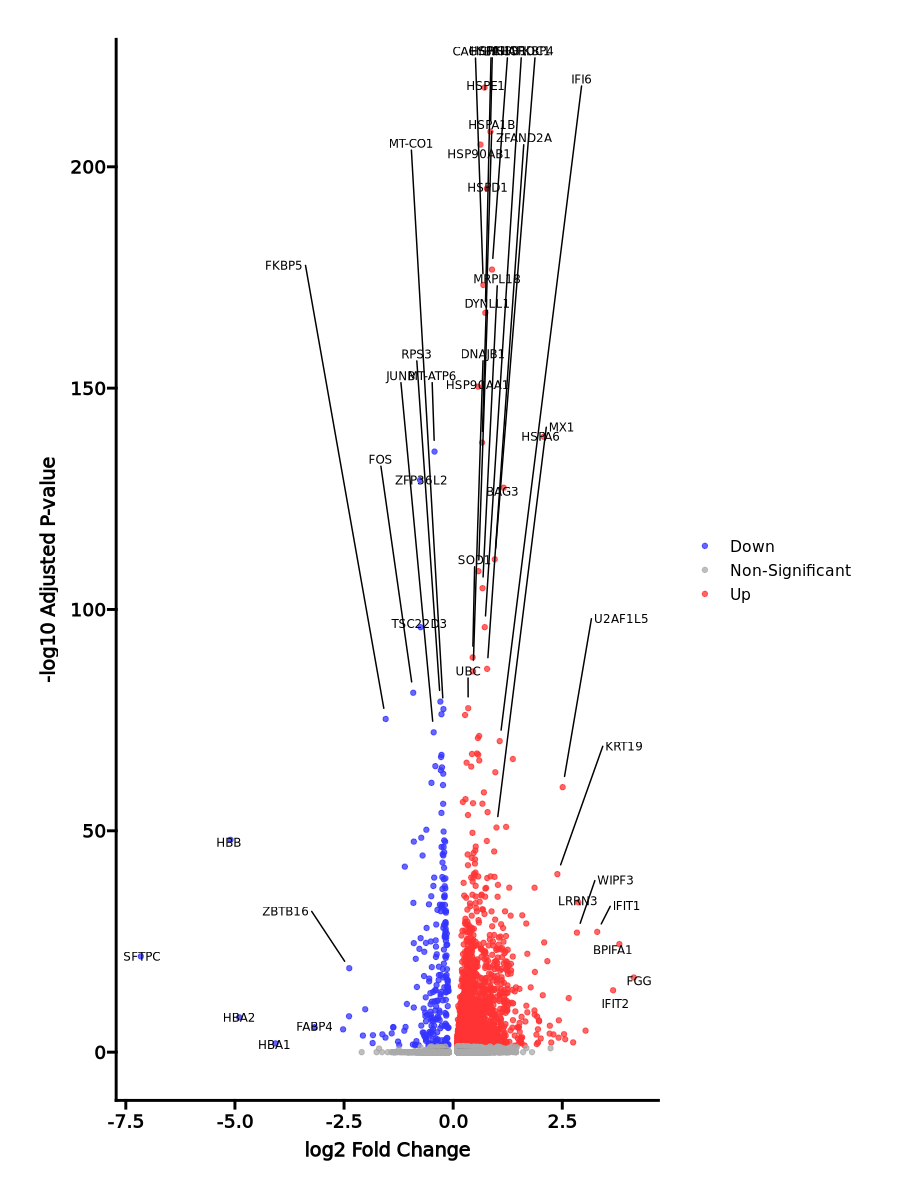 IFI6
HSPE1
HSPA1B
ZFAND2A
MT-CO1
HSP90AB1
200
HSPD1
FKBP5
MRPL18
DYNLL1
RPS3
DNAJB1
MT-ATP6
HSP90AA1
150
MX1
HSPA6
FOS
ZFP36L2
BAG3
SOD1
Down
Non-Significant
Up
100
TSC22D3
U2AF1L5
UBC
KRT19
50
HBB
WIPF3
LRRN3
IFIT1
ZBTB16
BPIFA1
SFTPC
FGG
IFIT2
HBA2
FABP4
HBA1
0
-7.5
-5.0
-2.5
0.0
2.5
log2 Fold Change
-log10 Adjusted P-value